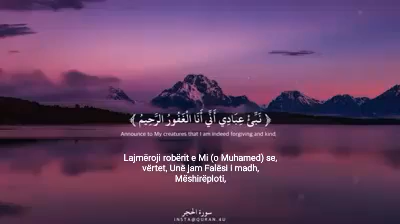 ﴿ نَبِّئْ عِبَادِي أَنِّي أَنَا الْغَفُورُ الرَّحِيمُ ﴾
Announce to My creatures that I am indeed forgiving and kind,
Lajmëroji robërit e Mi (o Muhamed) se,
vërtet, Unë jam Falësi i madh,
Mëshirëploti,
سورة الحجر
INSTA@QURAN.4U